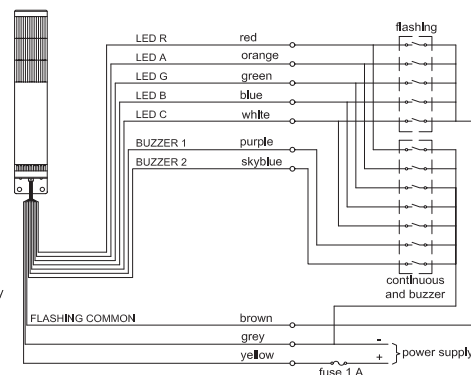 flashing
LED R red
LED A orange
LED G green
LED B blue
LED C white
BUZZER 1 purple
BUZZER 2 skyblue
continuous
and buzzer
y
FLASHING COMMON brown
grey -
yellow + power supply
fuse 1 A